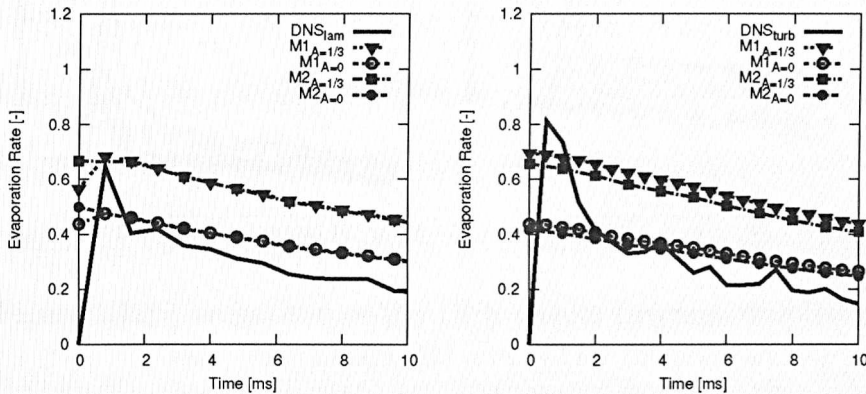 Evaporation Rate [-]
1.2
1
0.8
0.6
0.4
0.2
0
0
2
4
6
8
10
Time [ms]
DNSlam
M1A=1/3
M1A=0
M2A=1/3
M2A=0
Evaporation Rate [-]
1.2
1
0.8
0.6
0.4
0.2
0
0
2
4
6
8
10
Time [ms]
DNSturb
M1A=1/3
M1A=0
M2A=1/3
M2A=0